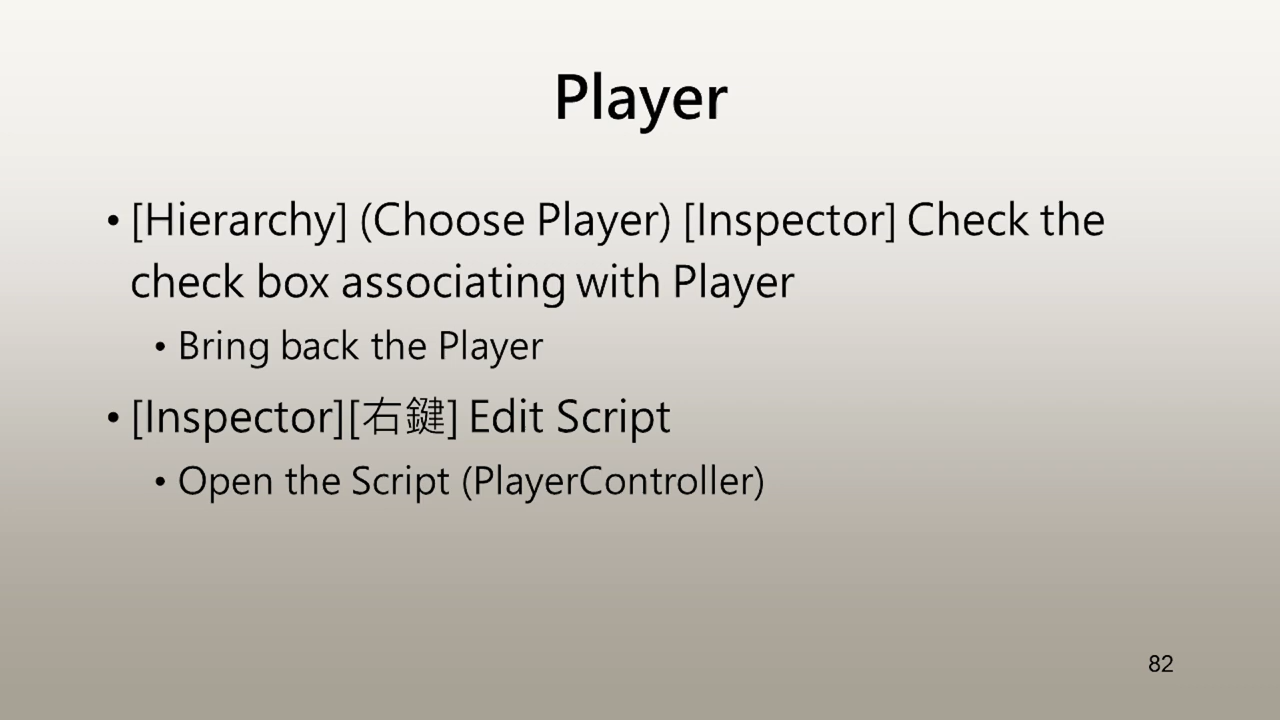 Player
• [Hierarchy] (Choose Player) [Inspector] Check the
check box associating with Player
• Bring back the Player
• [Inspector][右鍵] Edit Script
• Open the Script (PlayerController)
82